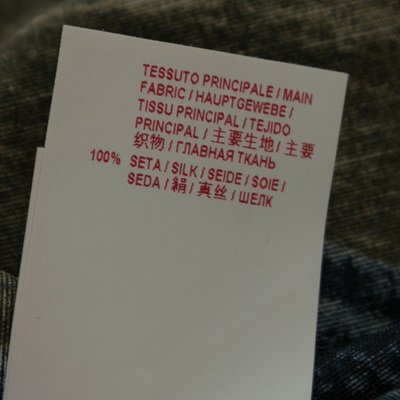 TESSUTO PRINCIPALE / MAIN
FABRIC / HAUPTGEWEBE /
TISSU PRINCIPAL / TEJIDO
PRINCIPAL / 主要生地 / 主要
织物 / ГЛАВНАЯ ТКАНЬ
100% SETA / SILK / SEIDE / SOIE /
SEDA / 絹 / 真丝 / ШЕЛК